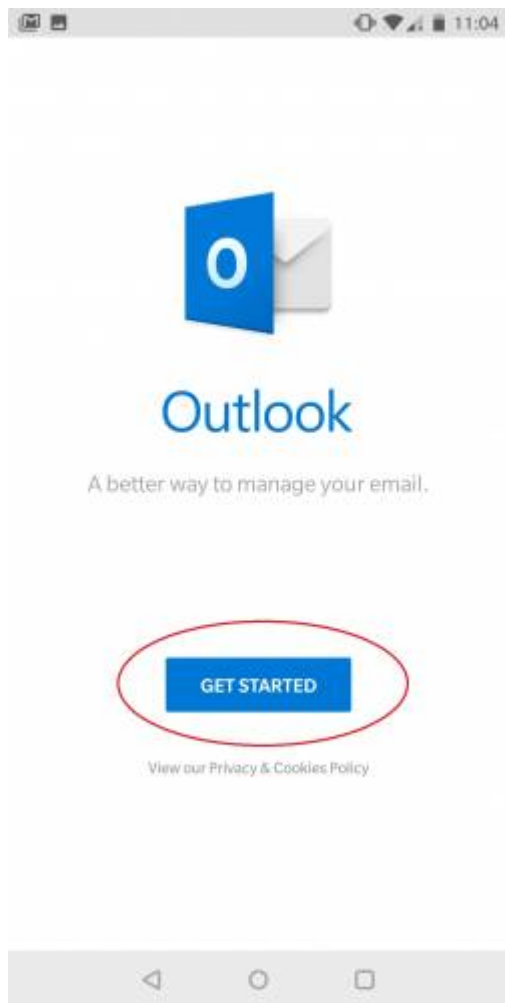 11:04
O
Outlook
A better way to manage your email.
GET STARTED
View our Privacy & Cookies Policy